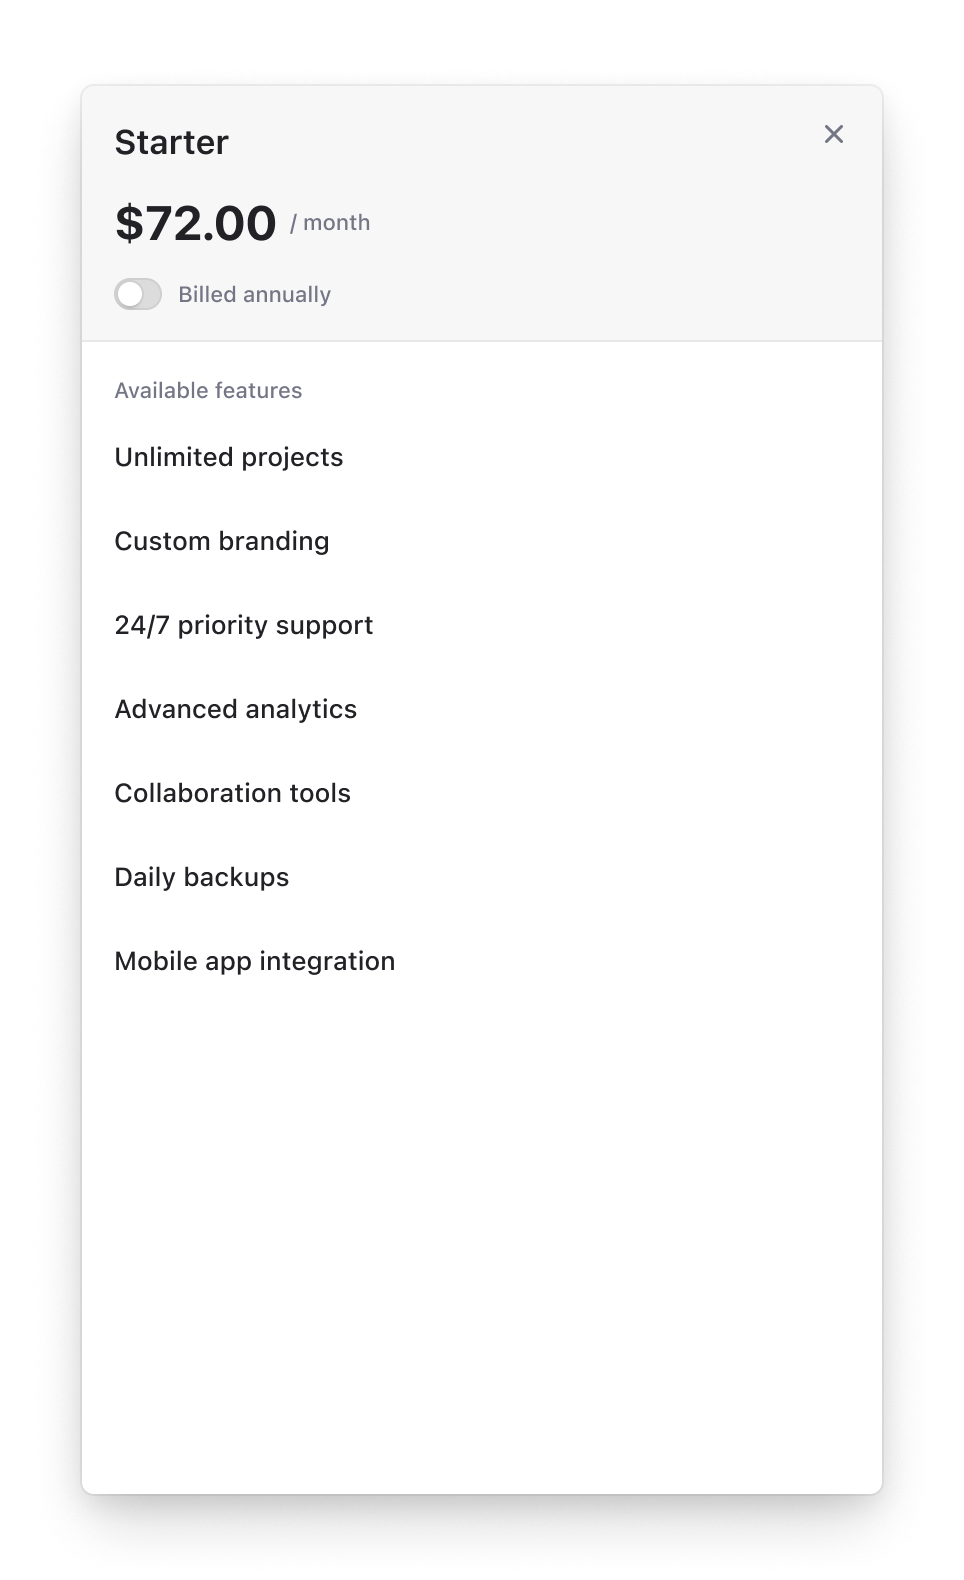 Starter
$72.00 / month
Billed annually
Available features
Unlimited projects
Custom branding
24/7 priority support
Advanced analytics
Collaboration tools
Daily backups
Mobile app integration